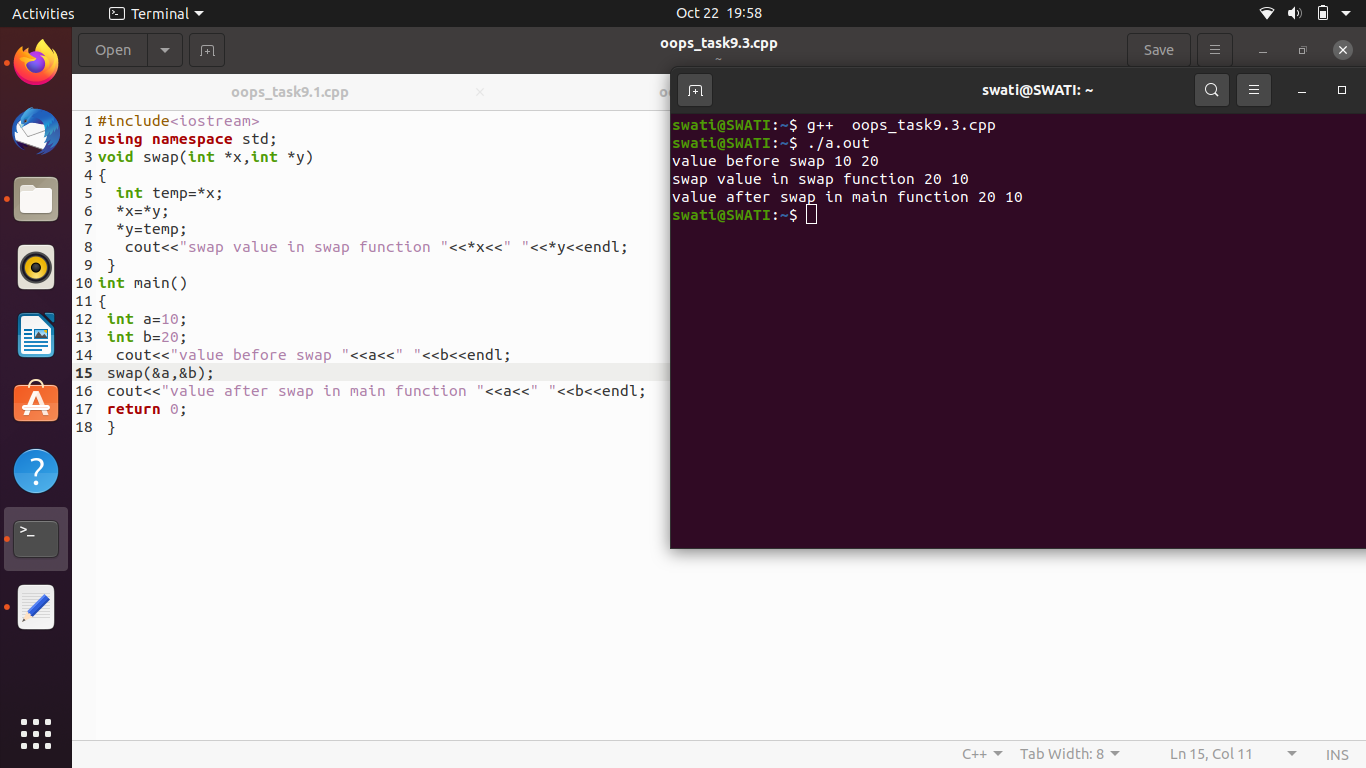 Activities Terminal Oct 22 19:58
Open oops_task9.3.cpp Save
~
oops_task9.1.cpp
1 #include<iostream>
2 using namespace std;
3 void swap(int *x,int *y)
4 {
5   int temp=*x;
6   *x=*y;
7   *y=temp;
8    cout<<"swap value in swap function "<<*x<<" "<<*y<<endl;
9  }
10 int main()
11 {
12  int a=10;
13  int b=20;
14   cout<<"value before swap "<<a<<" "<<b<<endl;
15  swap(&a,&b);
16  cout<<"value after swap in main function "<<a<<" "<<b<<endl;
17  return 0;
18  }
swati@SWATI: ~
swati@SWATI:~$ g++  oops_task9.3.cpp
swati@SWATI:~$ ./a.out
value before swap 10 20
swap value in swap function 20 10
value after swap in main function 20 10
swati@SWATI:~$
C++ Tab Width: 8 Ln 15, Col 11 INS